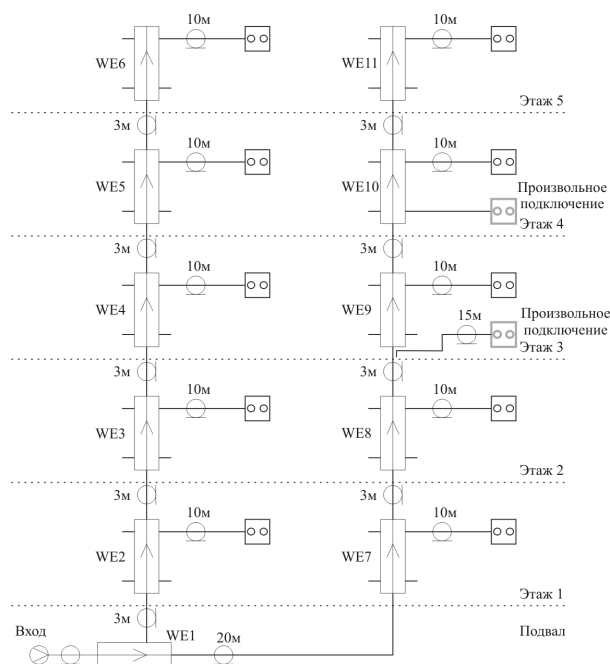 10м
10м
WE6
WE11
Этаж 5
3м
3м
10м
10м
WE5
WE10
Произвольное
подключение
Этаж 4
3м
3м
10м
10м
WE4
WE9
15м
Произвольное
подключение
Этаж 3
3м
3м
10м
10м
WE3
WE8
Этаж 2
3м
3м
10м
10м
WE2
WE7
Этаж 1
3м
Вход
WE1
20м
Подвал